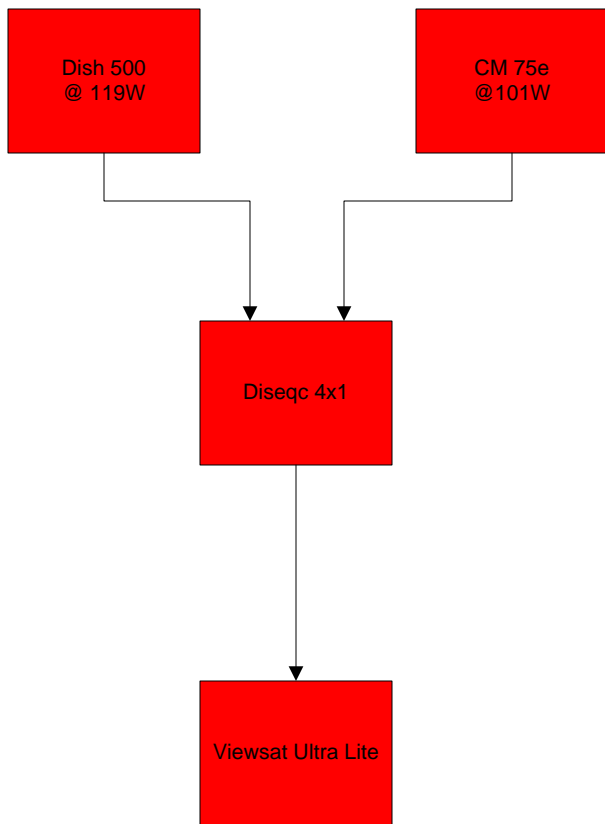 Dish 500
@ 119W
CM 75e
@101W
Diseqc 4x1
Viewsat Ultra Lite